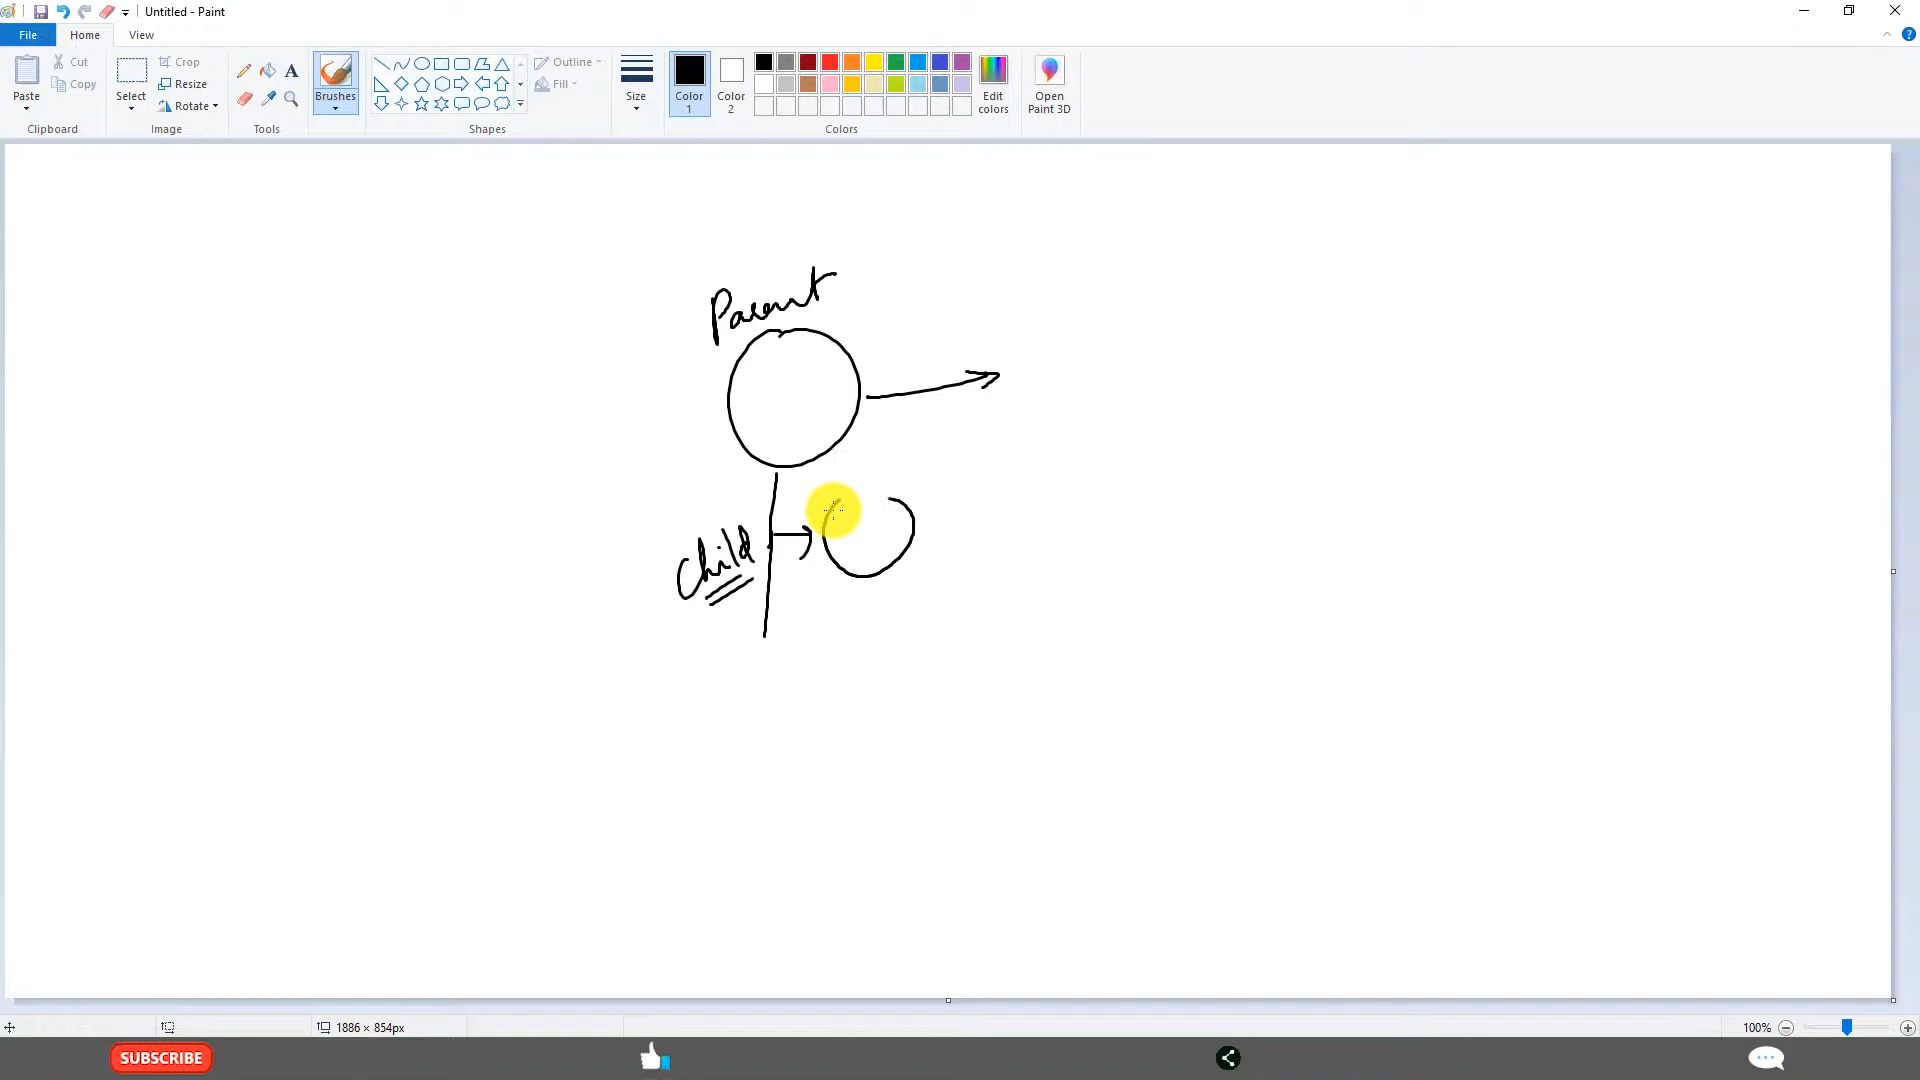 Untitled - Paint
File Home View
Paste
Cut
Copy
Clipboard
Select
Crop
Resize
Rotate
Image
A
Tools
Brushes
Outline
Fill
Shapes
Size
Color 1
Color 2
Edit colors
Colors
Open Paint 3D
Parent
Child
1886 × 854px
100%
SUBSCRIBE